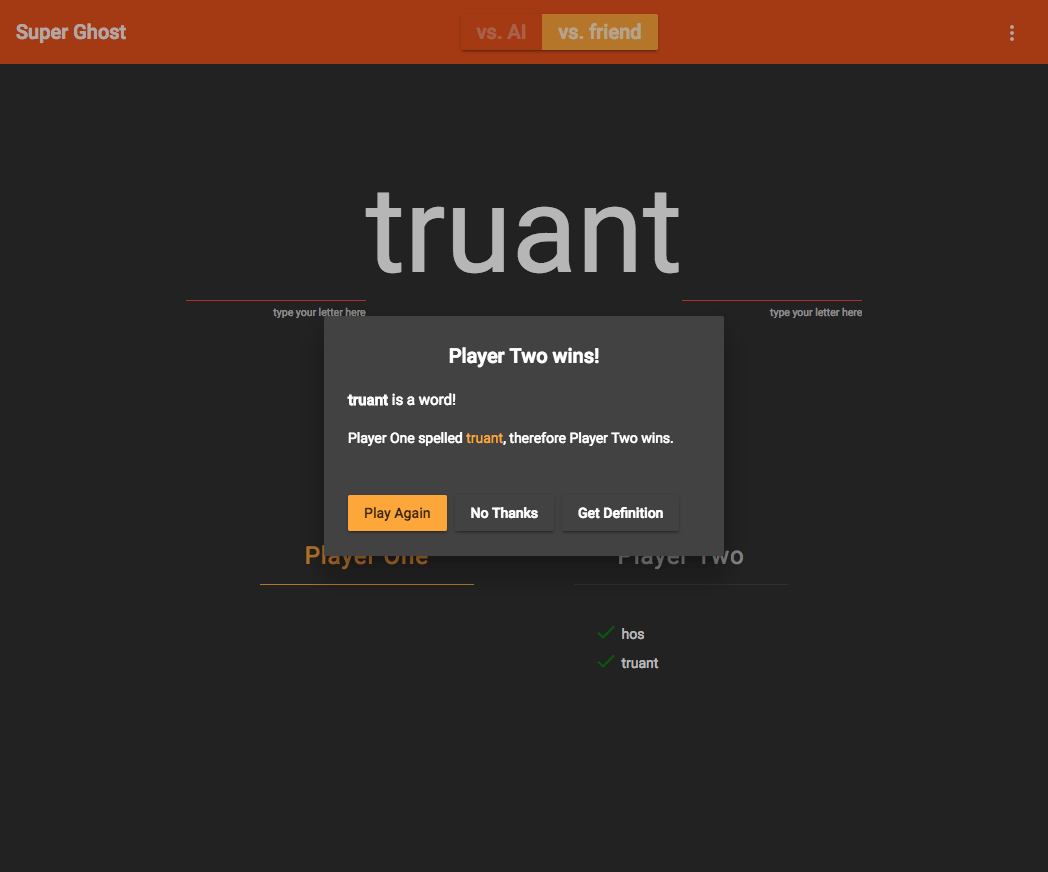 Super Ghost
vs. AI
vs. friend
truant
type your letter here
type your letter here
Player Two wins!
truant is a word!
Player One spelled truant, therefore Player Two wins.
Play Again
No Thanks
Get Definition
Player One
Player Two
hos
truant